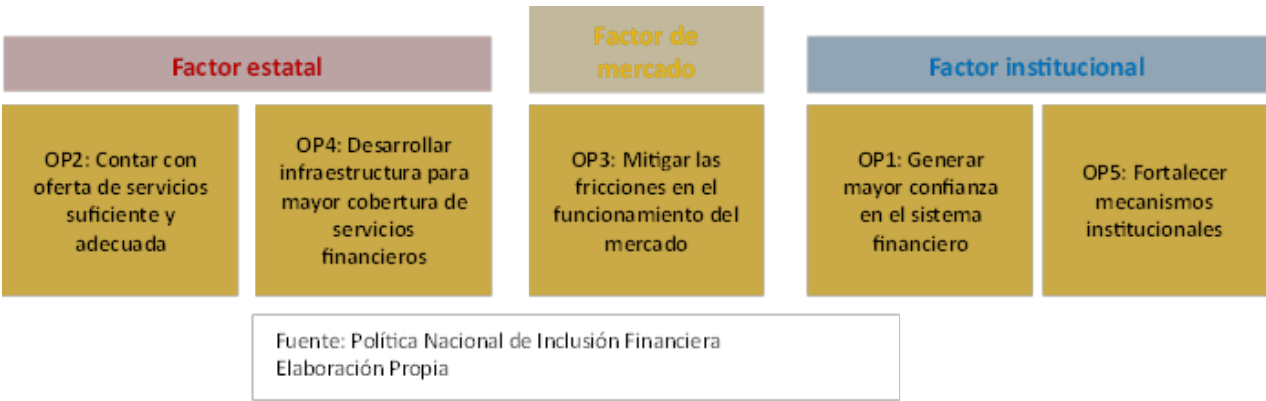 Factor estatal
Factor de
mercado
Factor institucional
OP2: Contar con
oferta de servicios
suficiente y
adecuada
OP4: Desarrollar
infraestructura para
mayor cobertura de
servicios
financieros
OP3: Mitigar las
fricciones en el
funcionamiento del
mercado
OP1: Generar
mayor confianza
en el sistema
financiero
OP5: Fortalecer
mecanismos
institucionales
Fuente: Política Nacional de Inclusión Financiera
Elaboración Propia